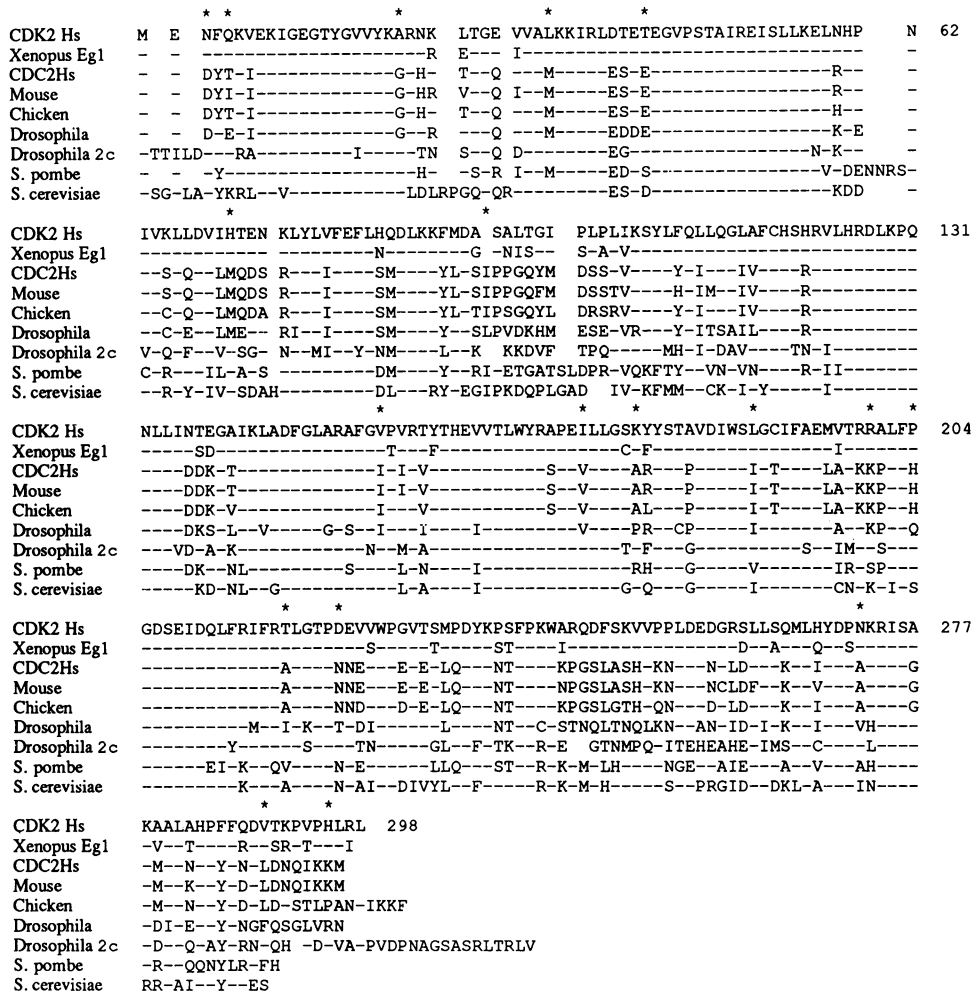 * * * * *
CDK2 Hs M E NFQKVEKIGEGTYGVVYKARNK LTGEV VVALKKIRLDTETEGVPSTAIREISLLKELNHP N 62
Xenopus Eg1 - - --------------------R E---- I--------------------------------- -
CDC2Hs - - DYT-I-------------G-H- T--Q- I--M-----ES-E-----------------R-- -
Mouse - - DYI-I-------------G-HR V--Q- I--M-----ES-E-----------------R-- -
Chicken - - DYT-I-------------G-H- T--Q- ---M-----ES-E-----------------H-- -
Drosophila - - D-E-I-------------G-R- T--Q- I--M-----EDDE-----------------K-E -
Drosophila 2c -TTILD---RA---------I----TN S--Q D--------EG------------------N-K-- -
S. pombe - - --Y---------------H- --S-R I--M-----ED-S-----------------V-DENNRS-
S. cerevisiae -SG-LA-YKRL--V-----------LDLRPGQ-QR---------ES-D-----------------KDD -
* *
CDK2 Hs IVKLLDVIHTEN KLYLVFEFLHQDLKKFMDA SALTGI PLPLIKSYLFQLLQGLAFCHSHRVLHRDLKPQ 131
Xenopus Eg1 ------------ ---------N--------G -NIS-- S-A-V---------------------------
CDC2Hs --S-Q--LMQDS R---I----SM----YL-SIPPGQYM DSS-V-----Y-I---IV-----R----------
Mouse --S-Q--LMQDS R---I----SM----YL-SIPPGQFM DSSTV-----H-IM--IV-----R----------
Chicken --C-Q--LMQDA R---I----SM----YL-TIPSGQYL DRSRV-----Y-I---IV-----R----------
Drosophila --C-E--LME-- RI--I----SM----Y-SLPVDKHM ESE-VR----Y-ITSAIL----R----------
Drosophila 2c V-Q-F--V-SG- N--MI--Y-NM----L--K KKDVF TPQ-----MH-I-DAV-----TN-I--------
S. pombe C-R---IL-A-S ---------DM----Y--RI-ETGATSLDPR-VQKFTY--VN-VN-----R-II--------
S. cerevisiae --R-Y-IV-SDAH---------DL---RY-EGIPKDQPLGAD IV-KFMM--CK-I-Y-----I---------
* * * * * *
CDK2 Hs NLLINTEGAIKLADFGLARAFGVPVRTYTHEVVTLWYRAPEILLGSKYYSTAVDIWSLGCIFAEMVTRRALFP 204
Xenopus Eg1 -----SD-----------------T---F---------------C-F-------------------I------
CDC2Hs ----DDK-T--------------I-I-V------------S--V----AR---P------I-T----LA-KKP--H
Mouse ----DDK-T--------------I-I-V------------S--V----AR---P------I-T----LA-KKP--H
Chicken ----DDK-V--------------I---V------------S--V----AL---P------I-T----LA-KKP--H
Drosophila ----DKS-L--V-----G-S--I--I----I---------V----PR--CP------I--------A--KP--Q
Drosophila 2c ---VD-A-K-------------N--M-A------------------T-F---G--------S---IM--S----
S. pombe ----DK--NL---------S---L-N----I--------------RH---G------V-------IR-SP---
S. cerevisiae ----KD-NL--G-----------L-A----I-------------G-Q---G------I-------CN-K-I-S
* * *
CDK2 Hs GDSEIDQLFRIFRTLGTPDEVVWPGVTSMPDYKPSFPKWARQDFSKVVPPLDEDGRSLLSQMLHYDPNKRISA 277
Xenopus Eg1 ----------------------S-----T-----ST----I----------------S--A---Q--S-----
CDC2Hs --------------A----NNE---E-E-LQ---NT----KPGSLASH-KN---N-LD--K---I---A----G
Mouse --------------A----NNE---E-E-LQ---NT----NPGSLASH-KN---NCLDF--K---V---A----G
Chicken --------------A----NND---D-E-LQ---NT----KPGSLGTH-QN---D-LD--K---I---A----G
Drosophila -----------M--I-K--T-DI------L----NT---C-STNQLTNQLKN--AN-ID-I-K--I---VH----
Drosophila 2c ---------Y------S----TN-----GL--F-TK--R-E GTNMPQ-ITEHEAHE-IMS--C----L-----
S. pombe ------EI-K--QV-----N-E-----LLQ---ST--R-K-M-LH----NGE--AIE---A--V---AH----
S. cerevisiae ----------K---A----N-AI--DIVYL--F-----R-K-M-H-----S--PRGID--DKL-A---IN----
* *
CDK2 Hs KAALAHPFFQDVTKPVPHLRL 298
Xenopus Eg1 -V--T----R--SR-T---I
CDC2Hs -M--N--Y-N-LDNQIKKM
Mouse -M--K--Y-D-LDNQIKKM
Chicken -M--N--Y-D-LD-STLPAN-IKKF
Drosophila -DI-E--Y-NGFQSGLVRN
Drosophila 2c -D--Q-AY-RN-QH -D-VA-PVDPNAGSASRLTRLV
S. pombe -R--QQNYLR-FH
S. cerevisiae RR-AI--Y--ES